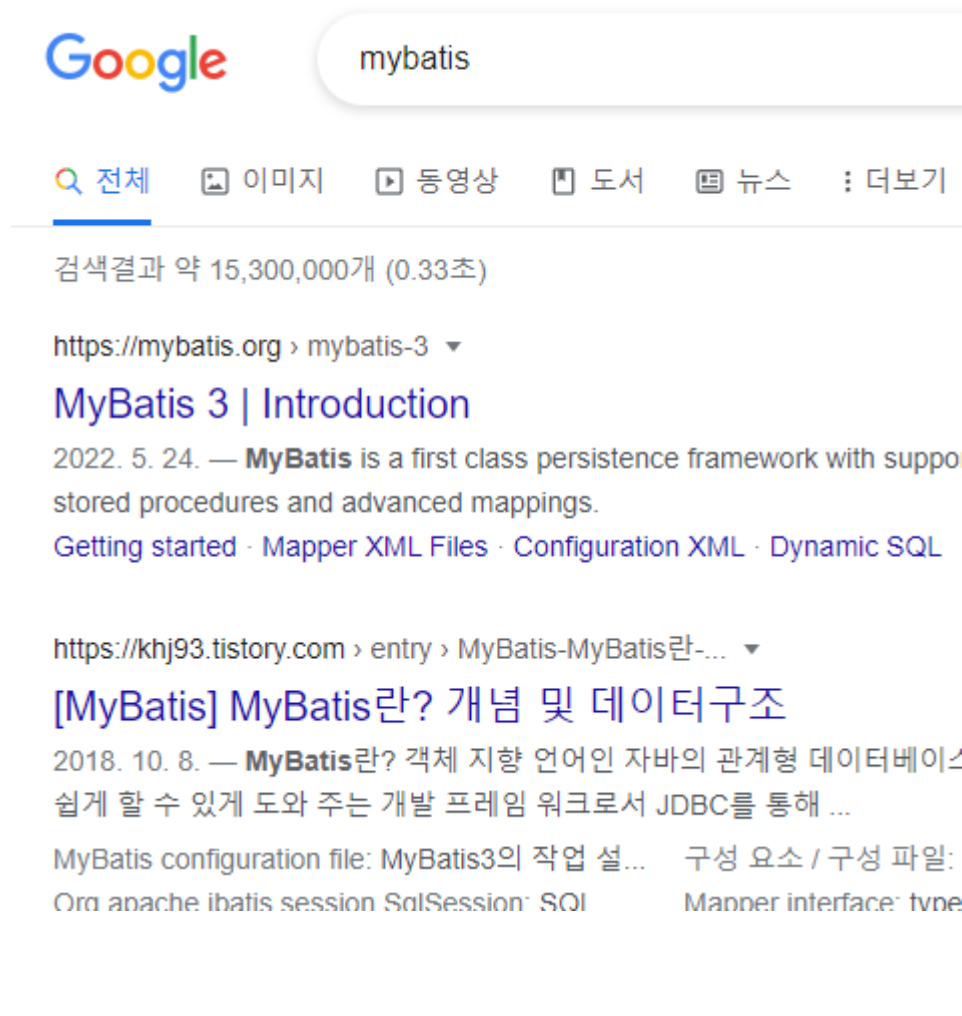 Google
mybatis
전체 이미지 동영상 도서 뉴스 더보기
검색결과 약 15,300,000개 (0.33초)
https://mybatis.org › mybatis-3
MyBatis 3 | Introduction
2022. 5. 24. — MyBatis is a first class persistence framework with
stored procedures and advanced mappings.
Getting started · Mapper XML Files · Configuration XML · Dynamic SQL
https://khj93.tistory.com › entry › MyBatis-MyBatis란-...
[MyBatis] MyBatis란? 개념 및 데이터구조
2018. 10. 8. — MyBatis란? 객체 지향 언어인 자바의 관계형 데이터베이스
쉽게 할 수 있게 도와 주는 개발 프레임 워크로서 JDBC를 통해 ...
MyBatis configuration file: MyBatis3의 작업 설... 구성 요소 / 구성 파일:
Org apache ibatis session SqlSession: SQL Mapper interface: type